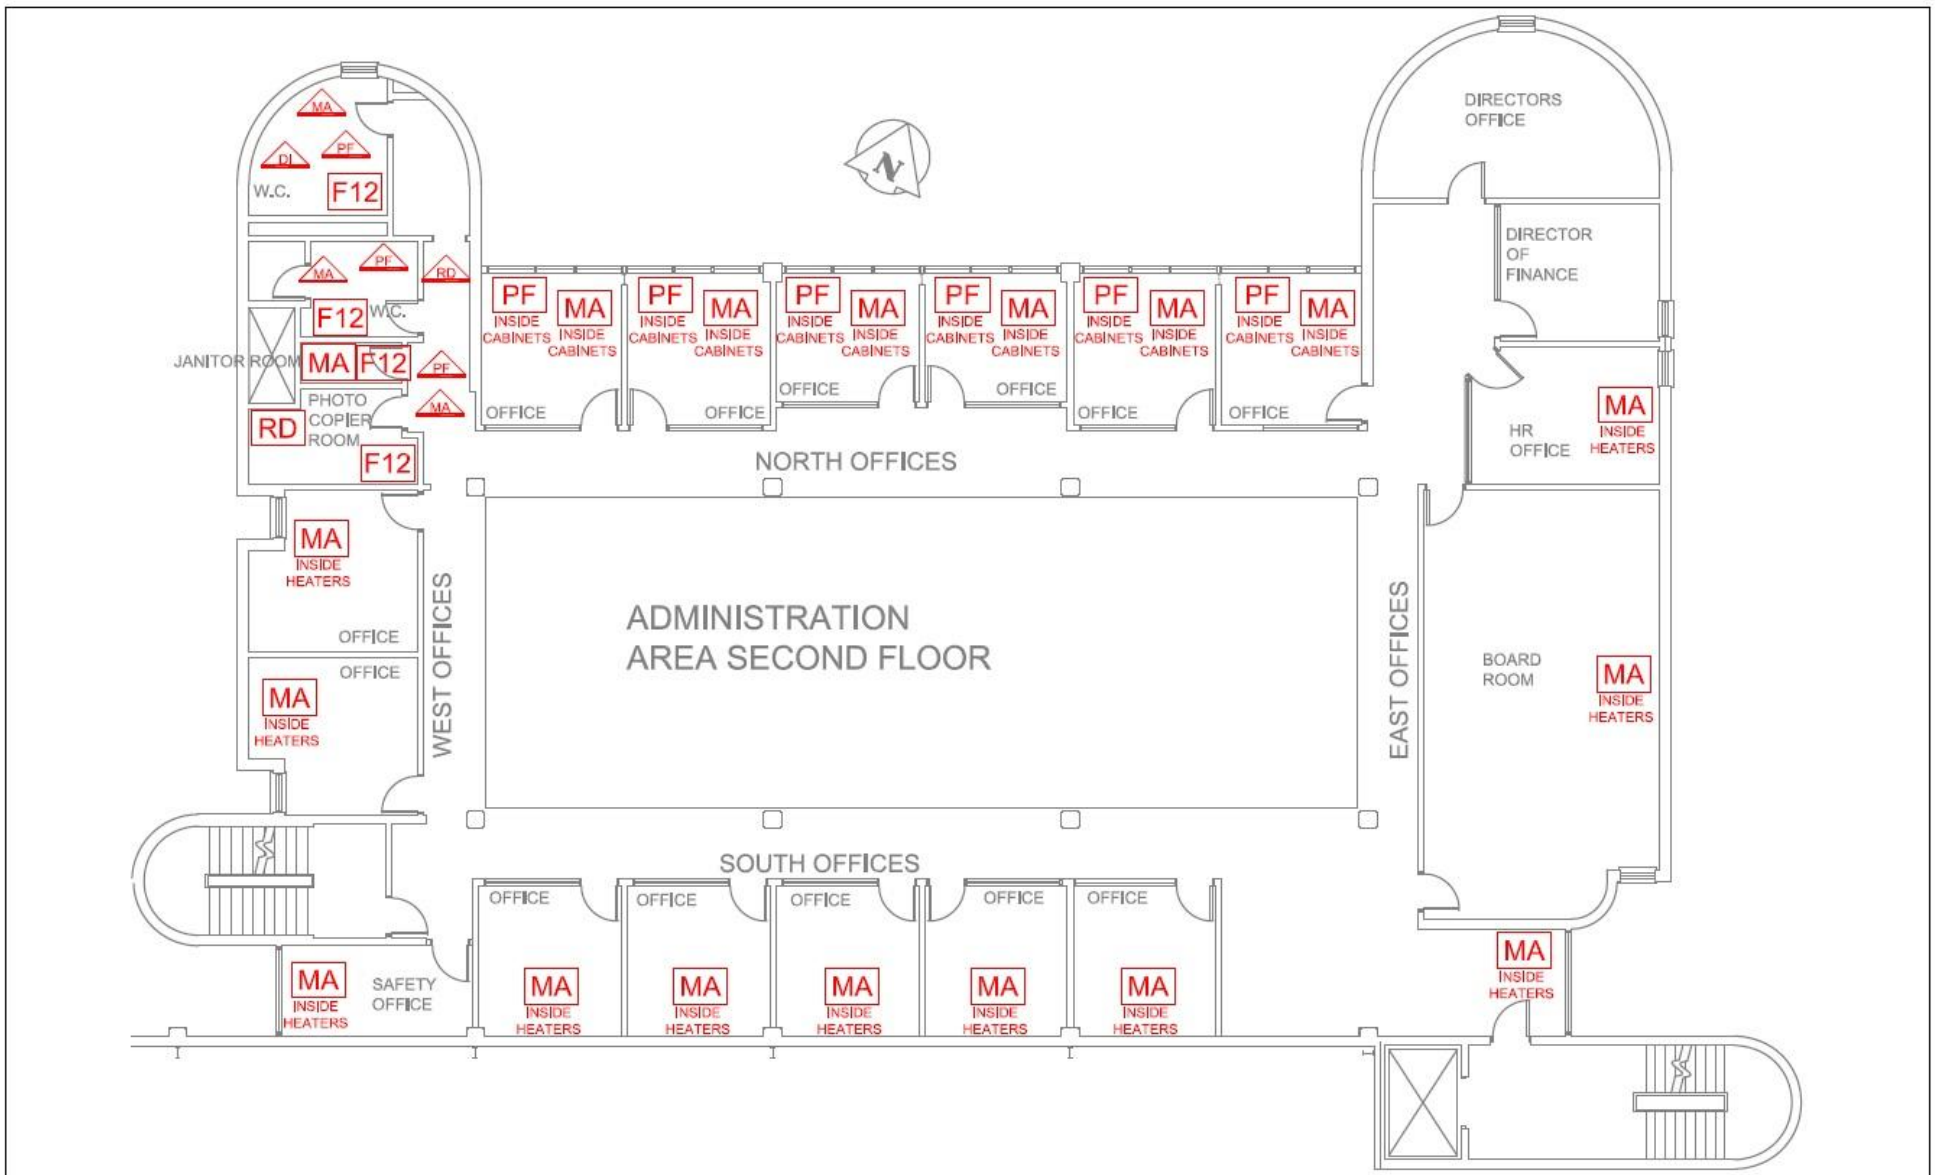 DIRECTORS
OFFICE
MA
DI
PF
W.C.
F12
N
DIRECTOR
OF
FINANCE
MA
PF
RD
F12
W.C.
JANITOR ROOM
MA
F12
PF
MA
PHOTO
COPIER
ROOM
RD
F12
PF
INSIDE
CABINETS
MA
INSIDE
CABINETS
OFFICE
PF
INSIDE
CABINETS
MA
INSIDE
CABINETS
OFFICE
PF
INSIDE
CABINETS
MA
INSIDE
CABINETS
OFFICE
PF
INSIDE
CABINETS
MA
INSIDE
CABINETS
OFFICE
PF
INSIDE
CABINETS
MA
INSIDE
CABINETS
OFFICE
PF
INSIDE
CABINETS
MA
INSIDE
CABINETS
OFFICE
HR
OFFICE
MA
INSIDE
HEATERS
NORTH OFFICES
MA
INSIDE
HEATERS
OFFICE
OFFICE
MA
INSIDE
HEATERS
WEST OFFICES
ADMINISTRATION
AREA SECOND FLOOR
EAST OFFICES
BOARD
ROOM
MA
INSIDE
HEATERS
SOUTH OFFICES
OFFICE
MA
INSIDE
HEATERS
OFFICE
MA
INSIDE
HEATERS
OFFICE
MA
INSIDE
HEATERS
OFFICE
MA
INSIDE
HEATERS
OFFICE
MA
INSIDE
HEATERS
MA
INSIDE
HEATERS
SAFETY
OFFICE
MA
INSIDE
HEATERS